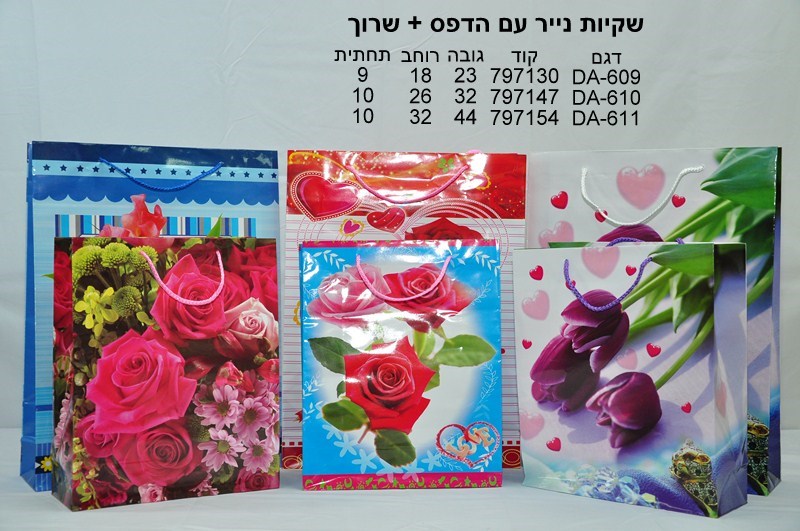 שקיות נייר עם הדפס + שרוך
דגם קוד גובה רוחב תחתית
DA-609 797130 23 18 9
DA-610 797147 32 26 10
DA-611 797154 44 32 10